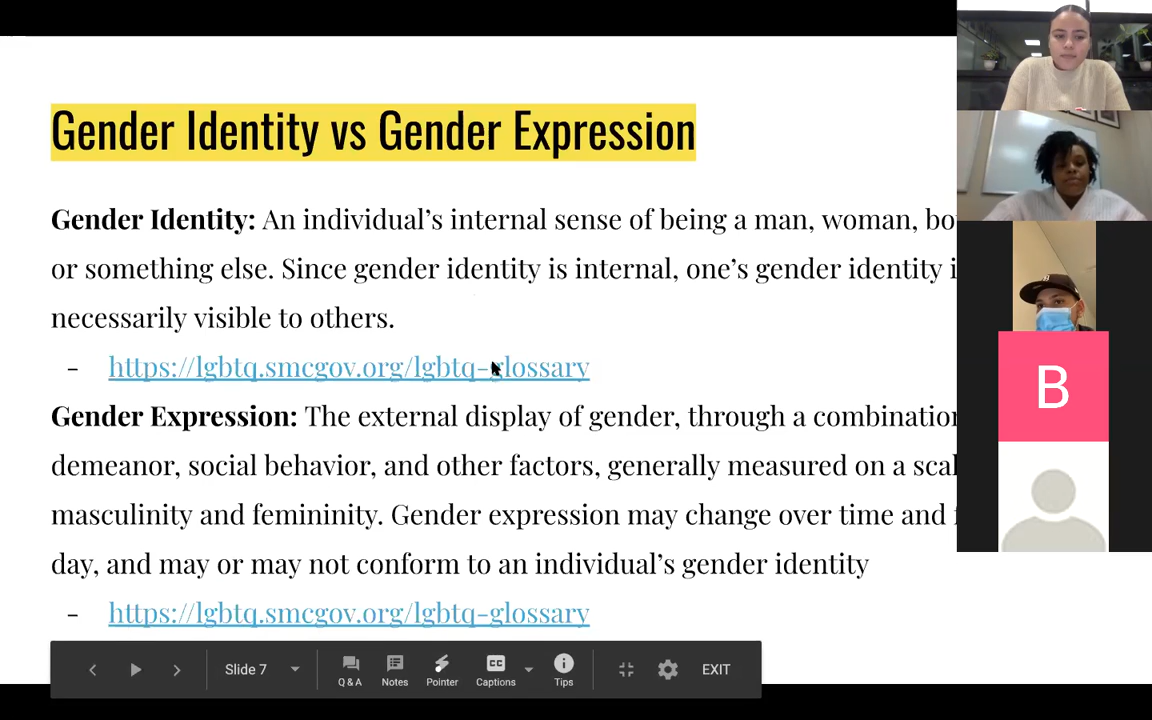 Gender Identity vs Gender Expression
Gender Identity: An individual’s internal sense of being a man, woman,
or something else. Since gender identity is internal, one’s gender identity
necessarily visible to others.
- https://lgbtq.smcgov.org/lgbtq-glossary
Gender Expression: The external display of gender, through a combination
demeanor, social behavior, and other factors, generally measured on a
masculinity and femininity. Gender expression may change over time and
day, and may or may not conform to an individual’s gender identity
- https://lgbtq.smcgov.org/lgbtq-glossary
B
Slide 7
Q & A
Notes
Pointer
CC
Captions
Tips
EXIT